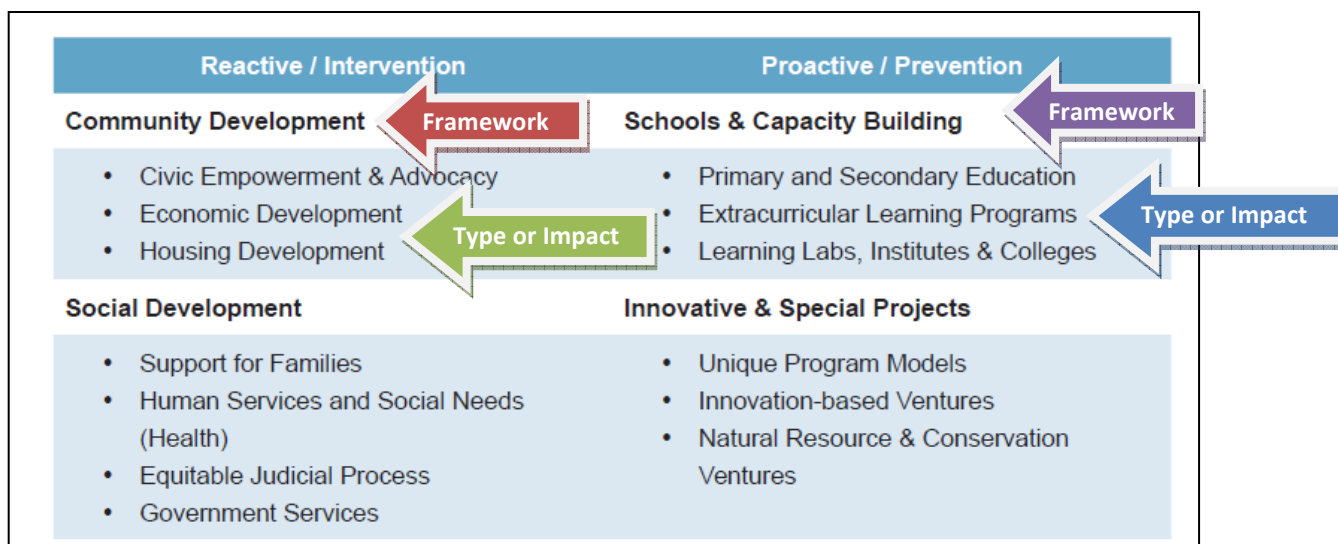 Reactive / Intervention
Proactive / Prevention
Community Development
Framework
Schools & Capacity Building
Framework
• Civic Empowerment & Advocacy
• Economic Development
• Housing Development
Type or Impact
• Primary and Secondary Education
• Extracurricular Learning Programs
• Learning Labs, Institutes & Colleges
Type or Impact
Social Development
Innovative & Special Projects
• Support for Families
• Human Services and Social Needs
(Health)
• Equitable Judicial Process
• Government Services
• Unique Program Models
• Innovation-based Ventures
• Natural Resource & Conservation
Ventures